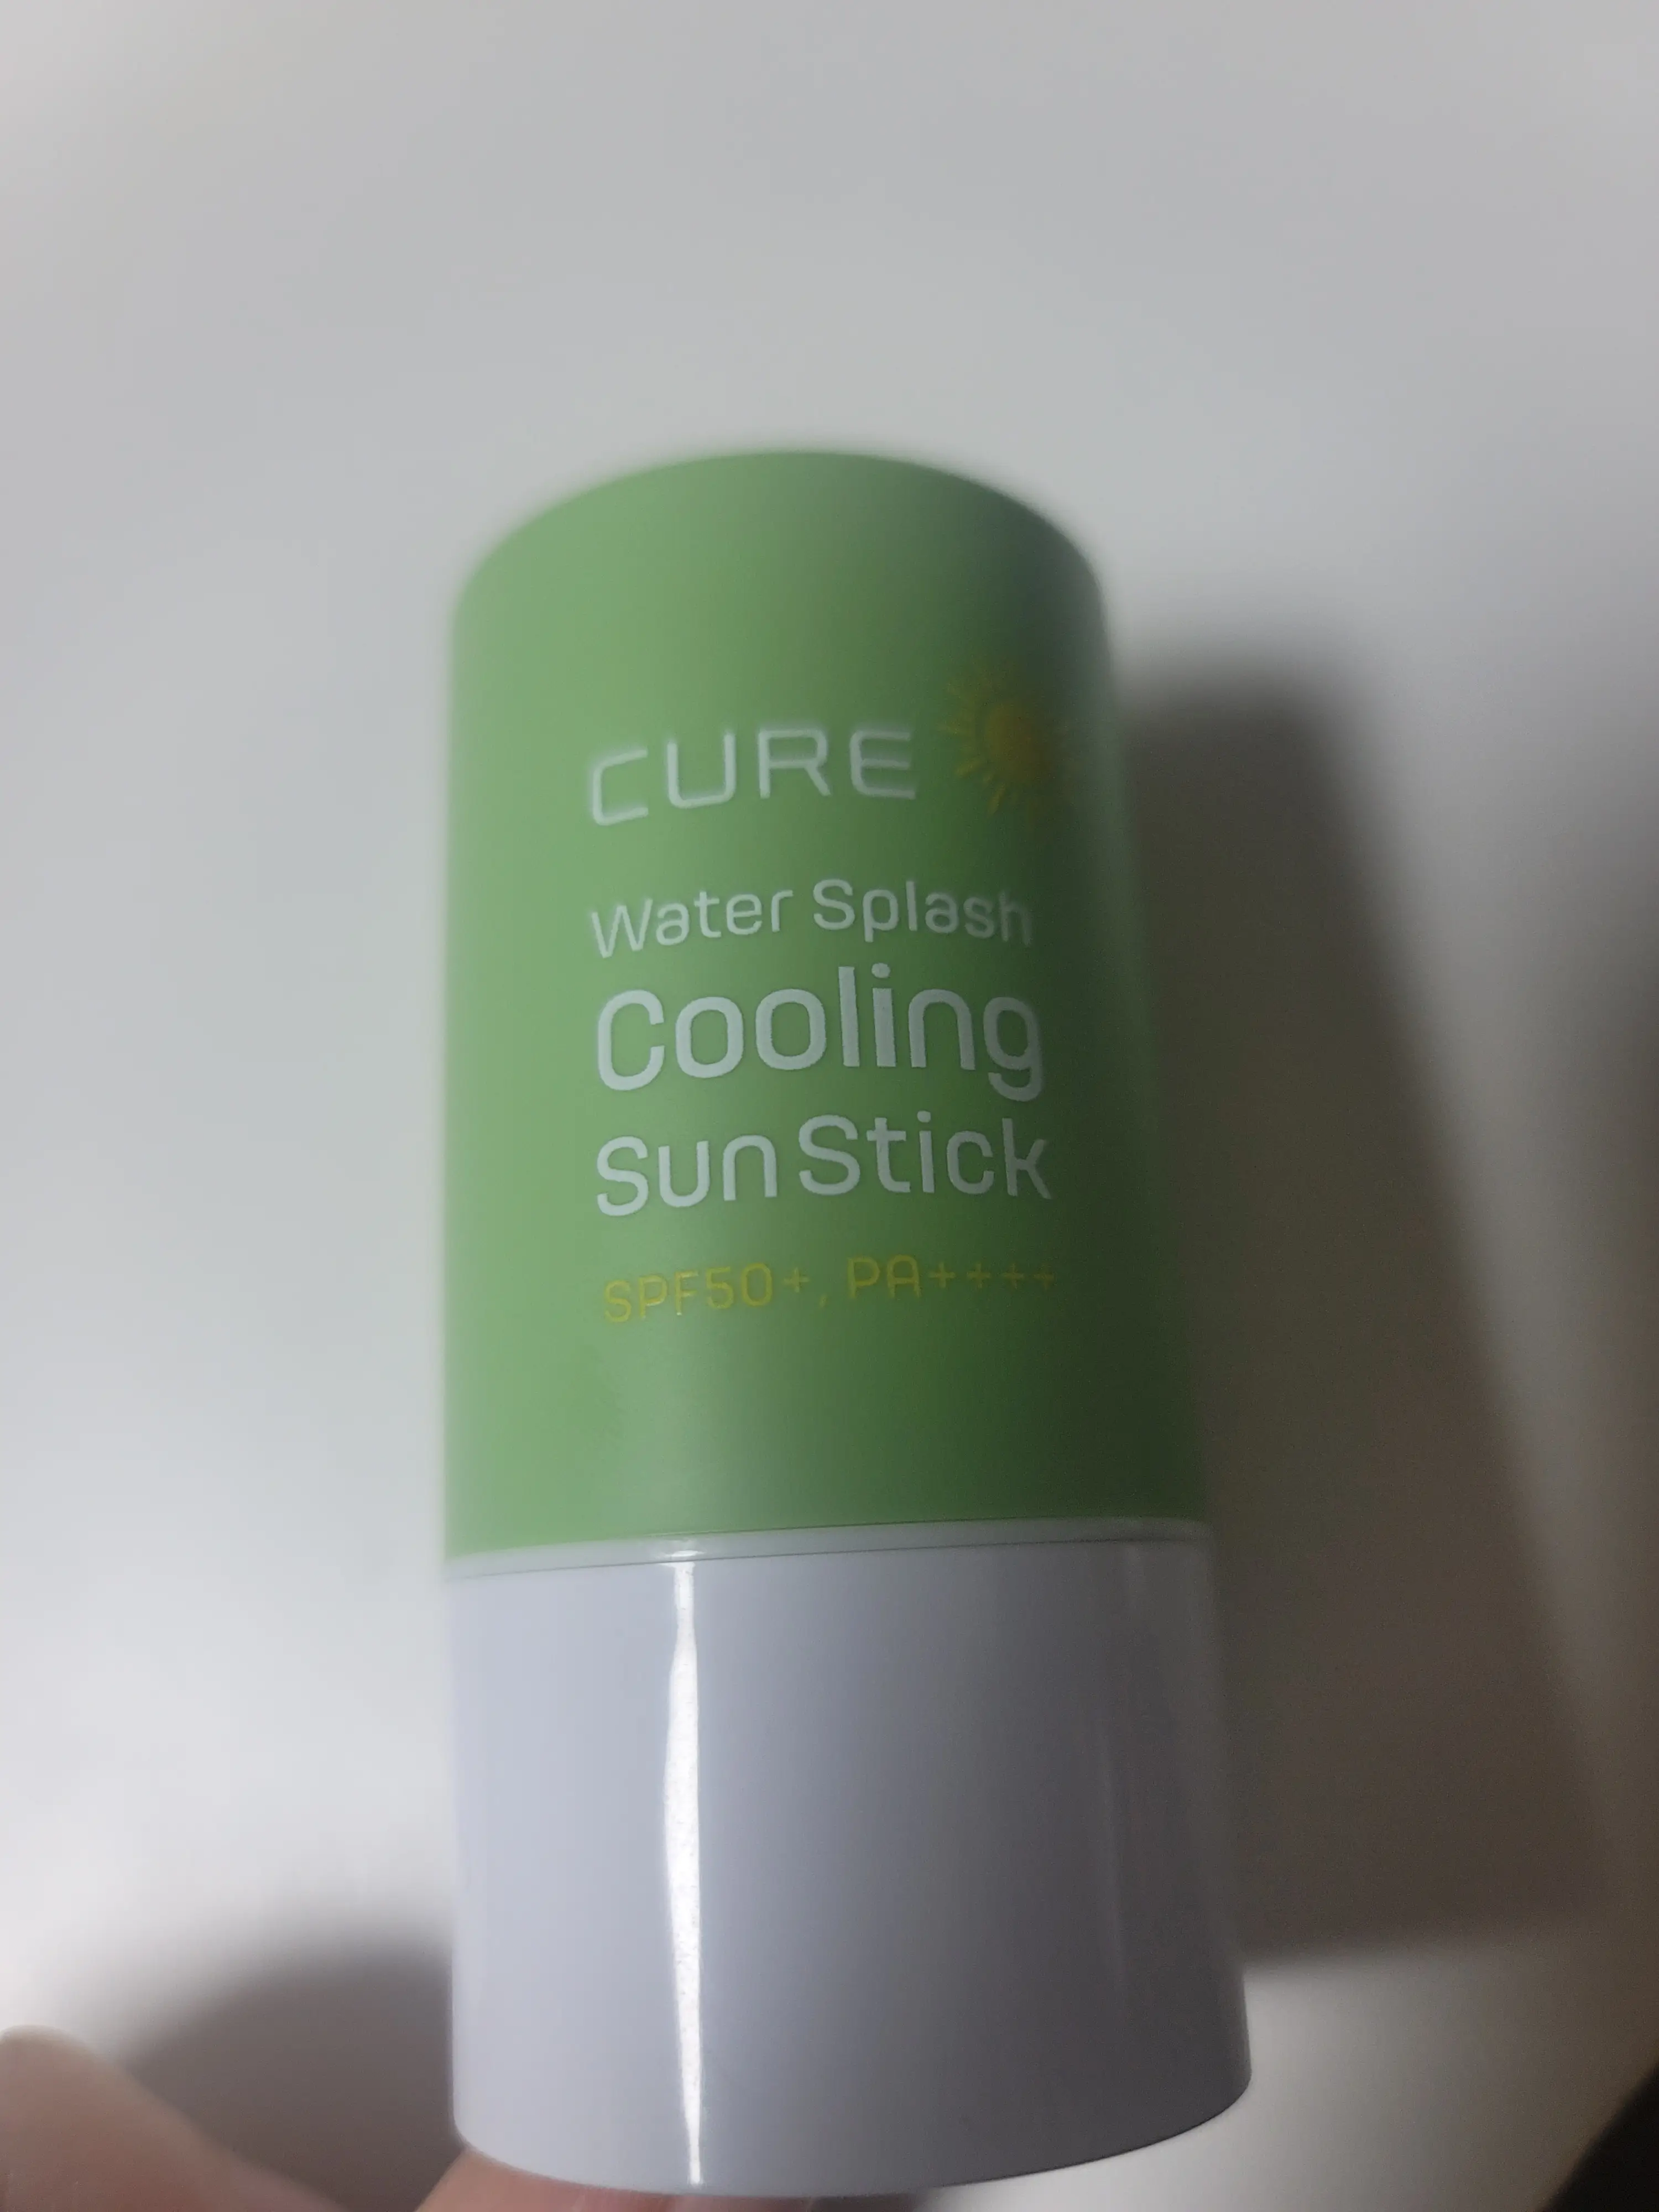 CURE
Water Splash
Cooling
Sun Stick
SPF50+, PA++++